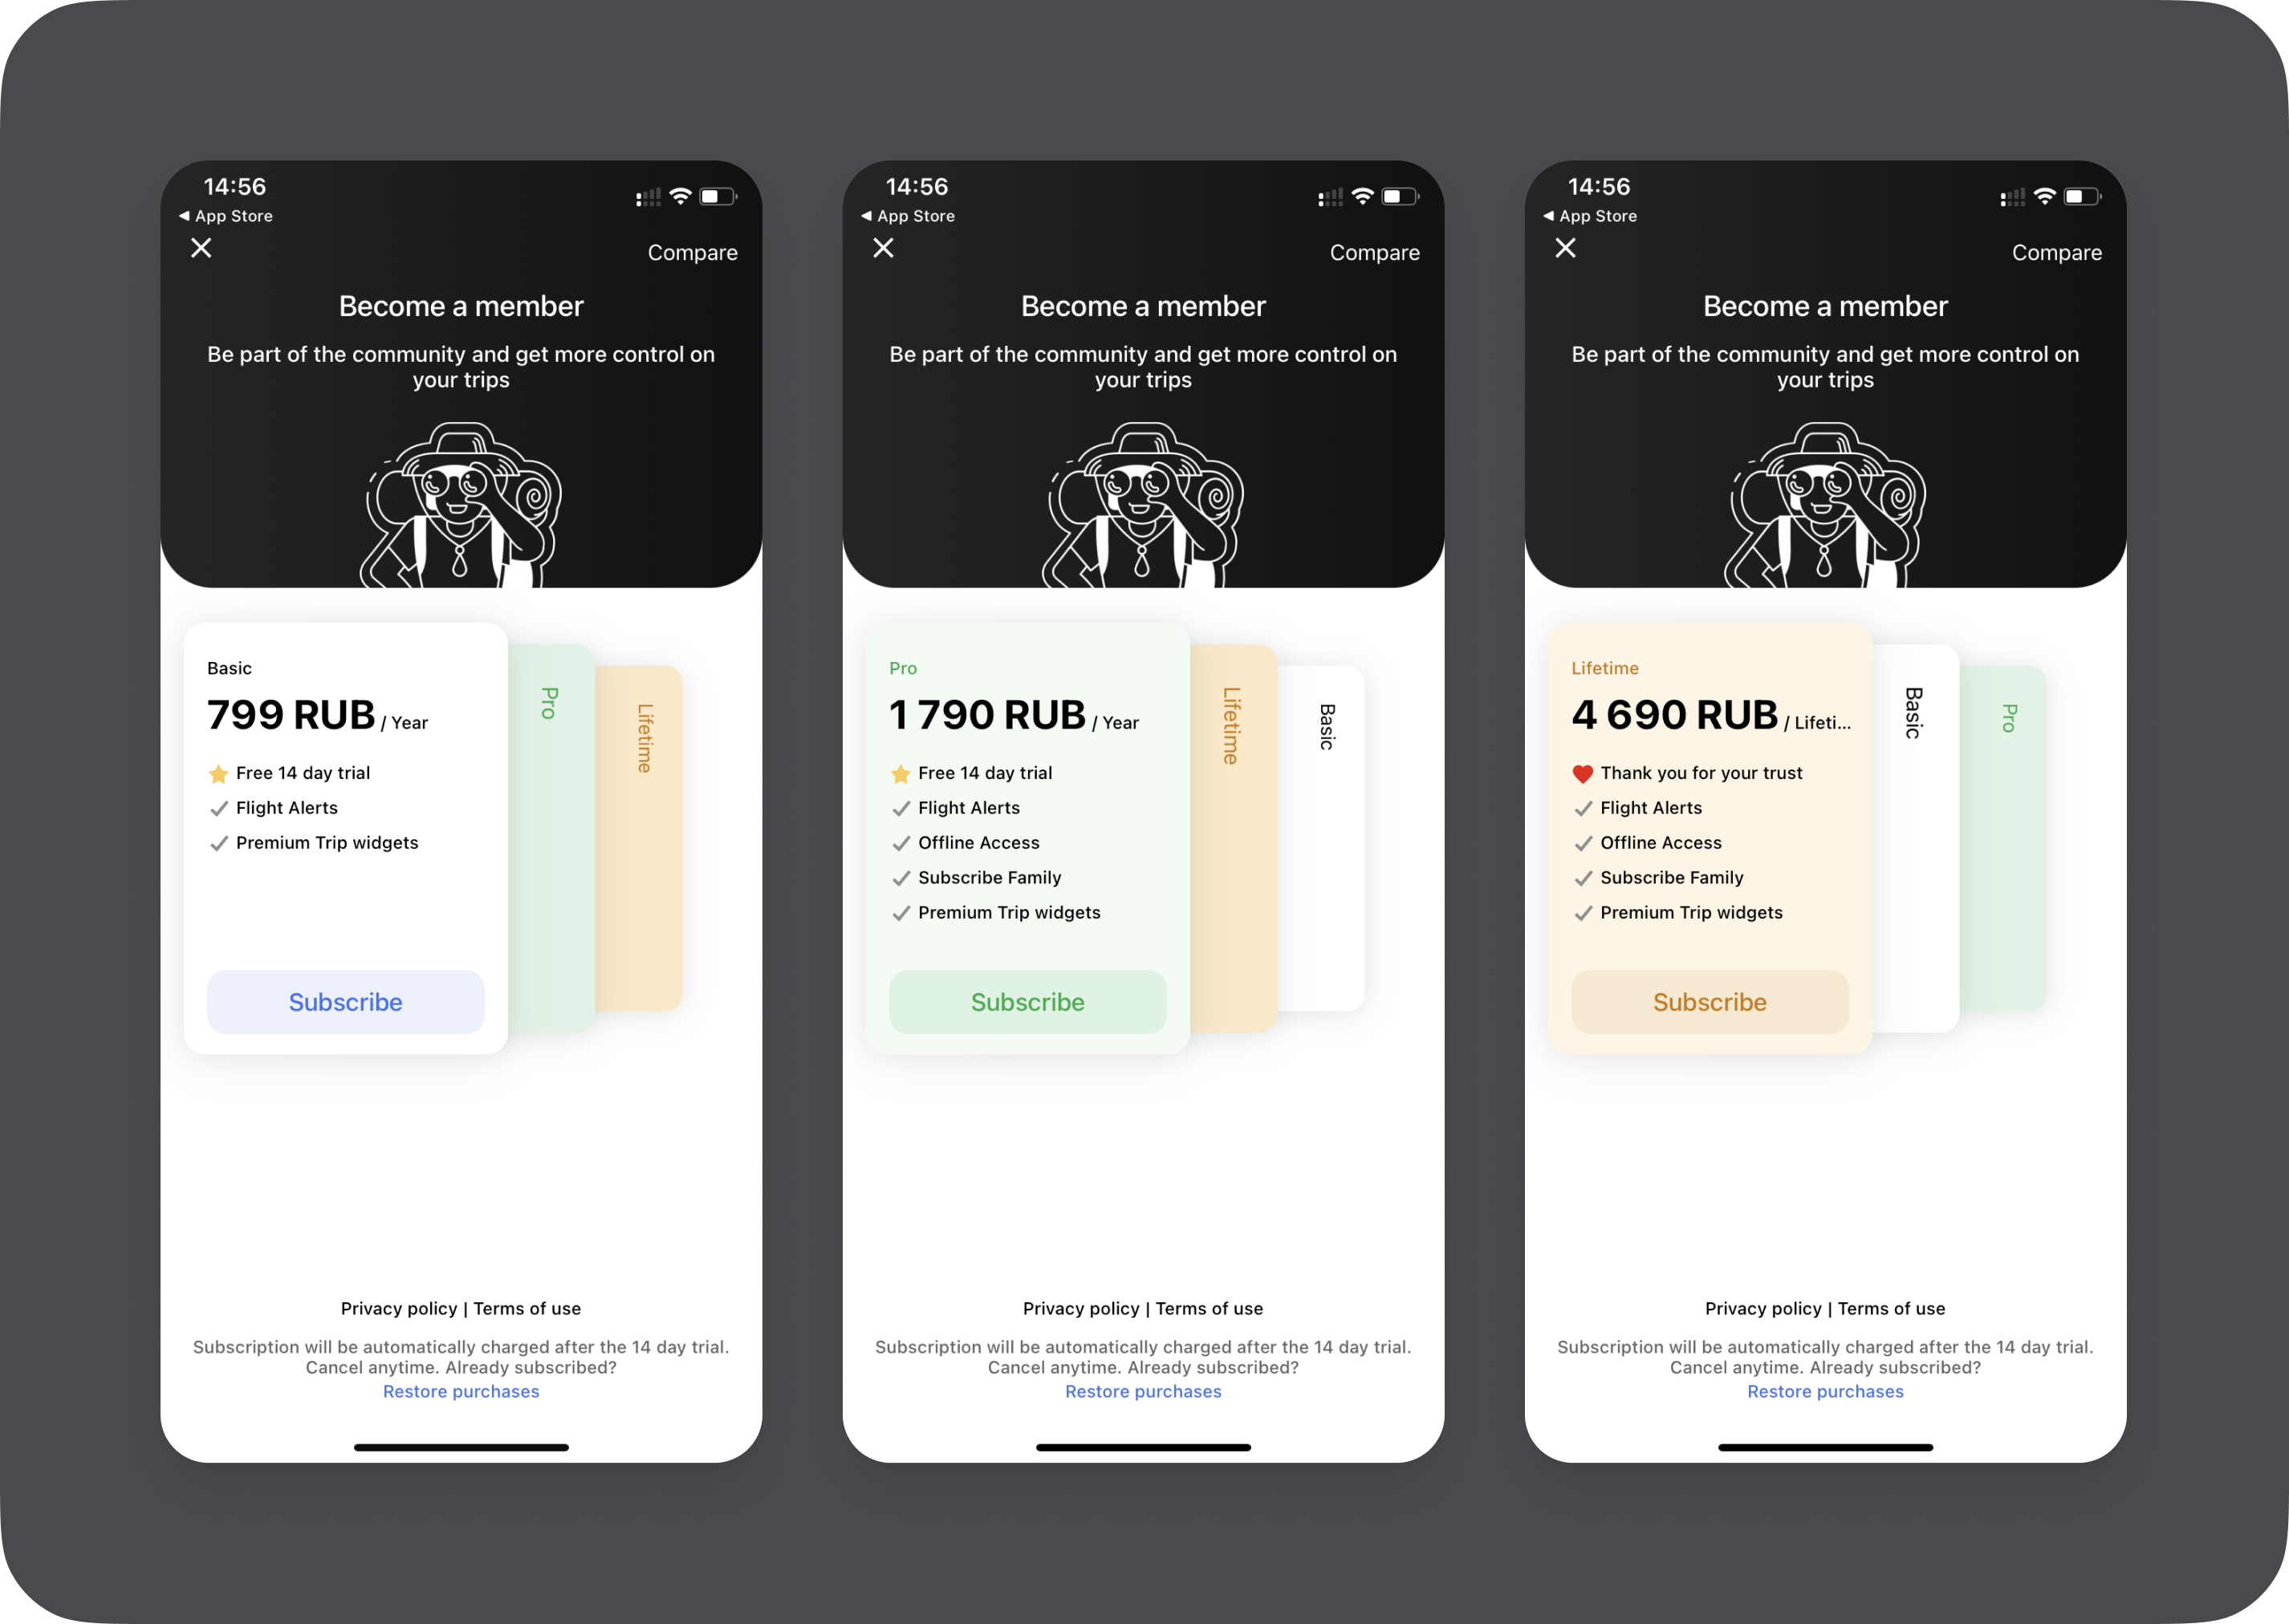 14:56
◀ App Store
Compare
Become a member
Be part of the community and get more control on
your trips
Basic
799 RUB / Year
Free 14 day trial
Flight Alerts
Premium Trip widgets
Subscribe
Pro
Lifetime
Privacy policy | Terms of use
Subscription will be automatically charged after the 14 day trial.
Cancel anytime. Already subscribed?
Restore purchases
14:56
◀ App Store
Compare
Become a member
Be part of the community and get more control on
your trips
Pro
1 790 RUB / Year
Free 14 day trial
Flight Alerts
Offline Access
Subscribe Family
Premium Trip widgets
Subscribe
Lifetime
Basic
Privacy policy | Terms of use
Subscription will be automatically charged after the 14 day trial.
Cancel anytime. Already subscribed?
Restore purchases
14:56
◀ App Store
Compare
Become a member
Be part of the community and get more control on
your trips
Lifetime
4 690 RUB / Lifeti...
Thank you for your trust
Flight Alerts
Offline Access
Subscribe Family
Premium Trip widgets
Subscribe
Basic
Pro
Privacy policy | Terms of use
Subscription will be automatically charged after the 14 day trial.
Cancel anytime. Already subscribed?
Restore purchases